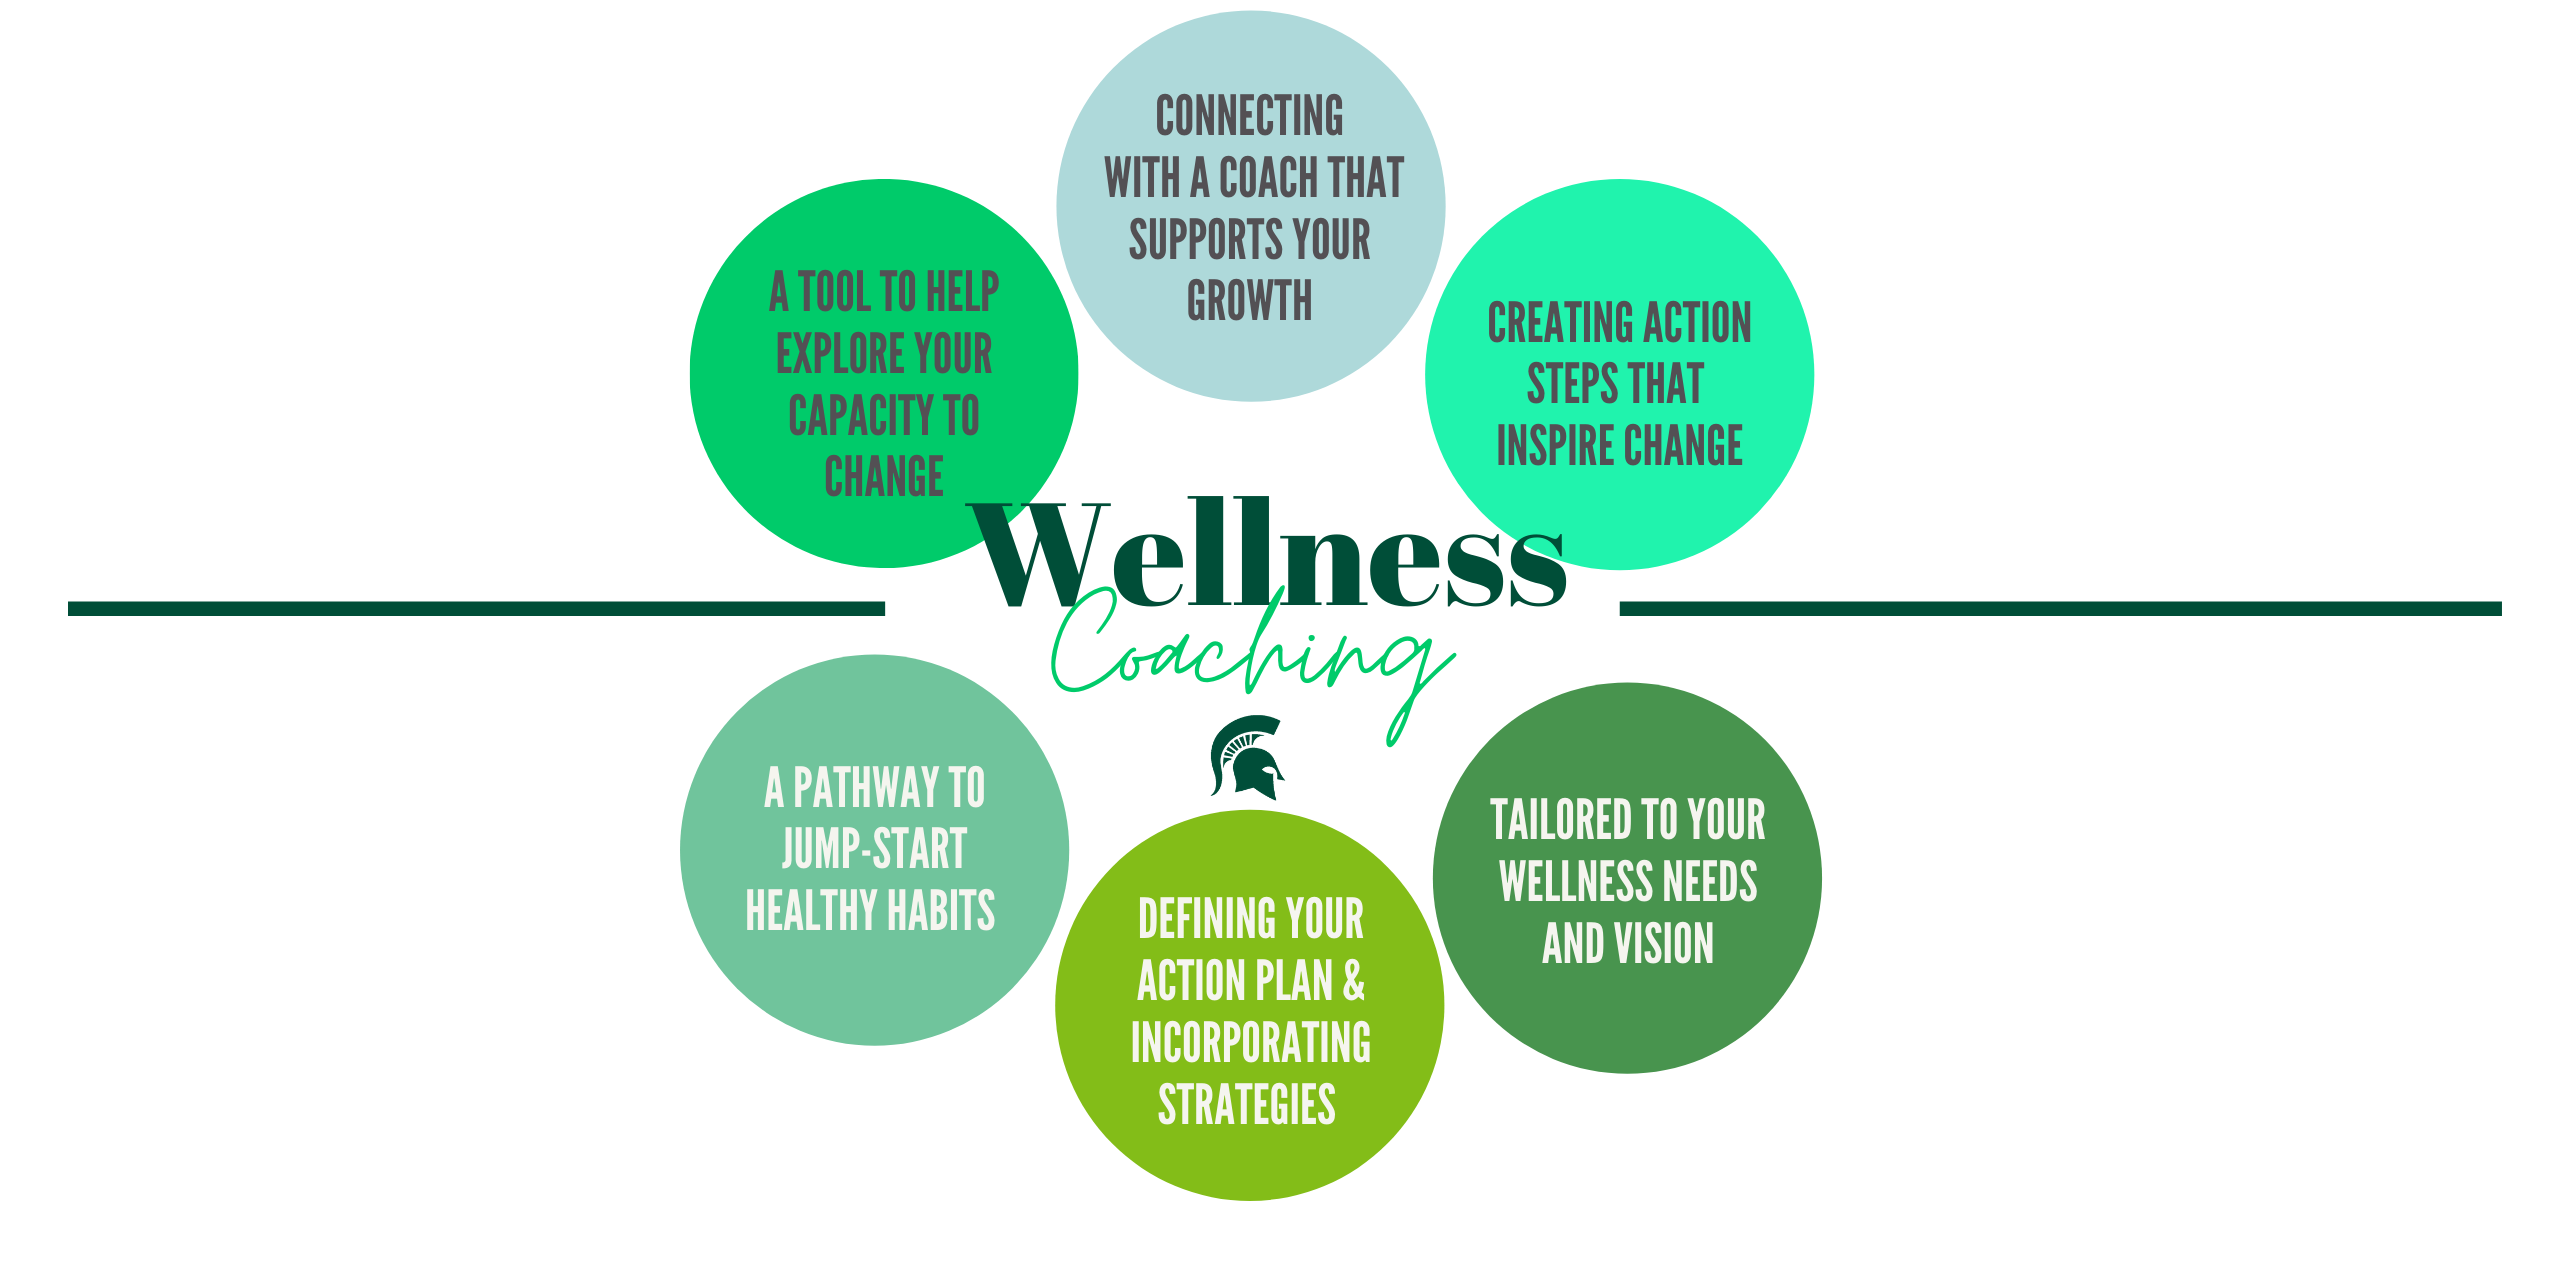 CONNECTING
WITH A COACH THAT
SUPPORTS YOUR
GROWTH
A TOOL TO HELP
EXPLORE YOUR
CAPACITY TO
CHANGE
CREATING ACTION
STEPS THAT
INSPIRE CHANGE
Wellness
Coaching
A PATHWAY TO
JUMP-START
HEALTHY HABITS
DEFINING YOUR
ACTION PLAN &
INCORPORATING
STRATEGIES
TAILORED TO YOUR
WELLNESS NEEDS
AND VISION